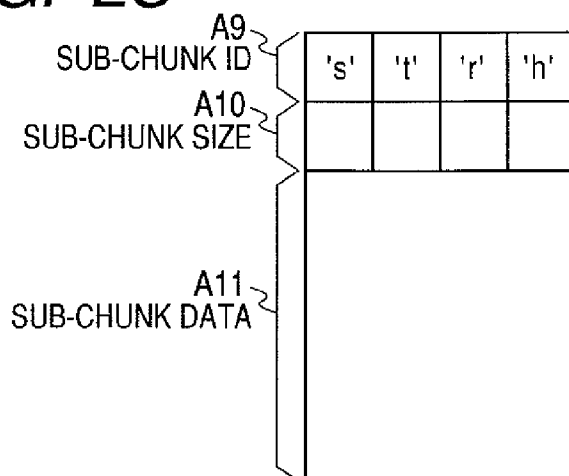 A9
SUB-CHUNK ID
's' 't' 'r' 'h'
A10
SUB-CHUNK SIZE
A11
SUB-CHUNK DATA